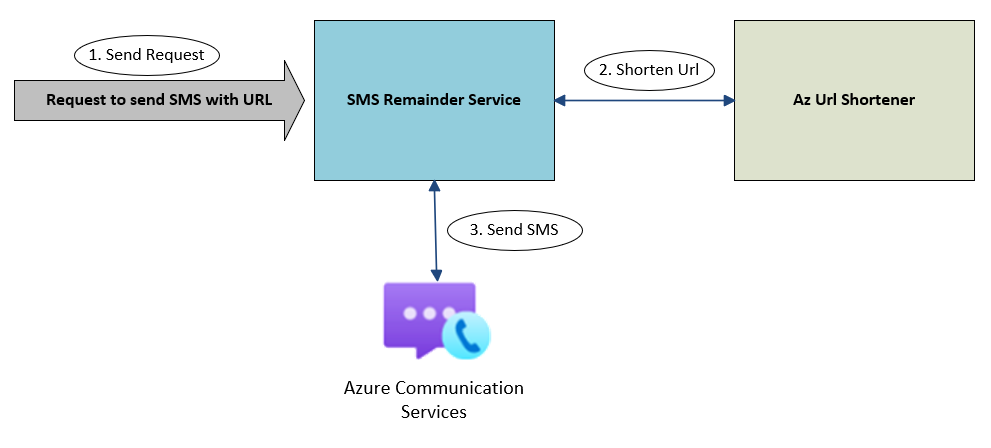 1. Send Request
Request to send SMS with URL
SMS Remainder Service
2. Shorten Url
Az Url Shortener
3. Send SMS
Azure Communication
Services